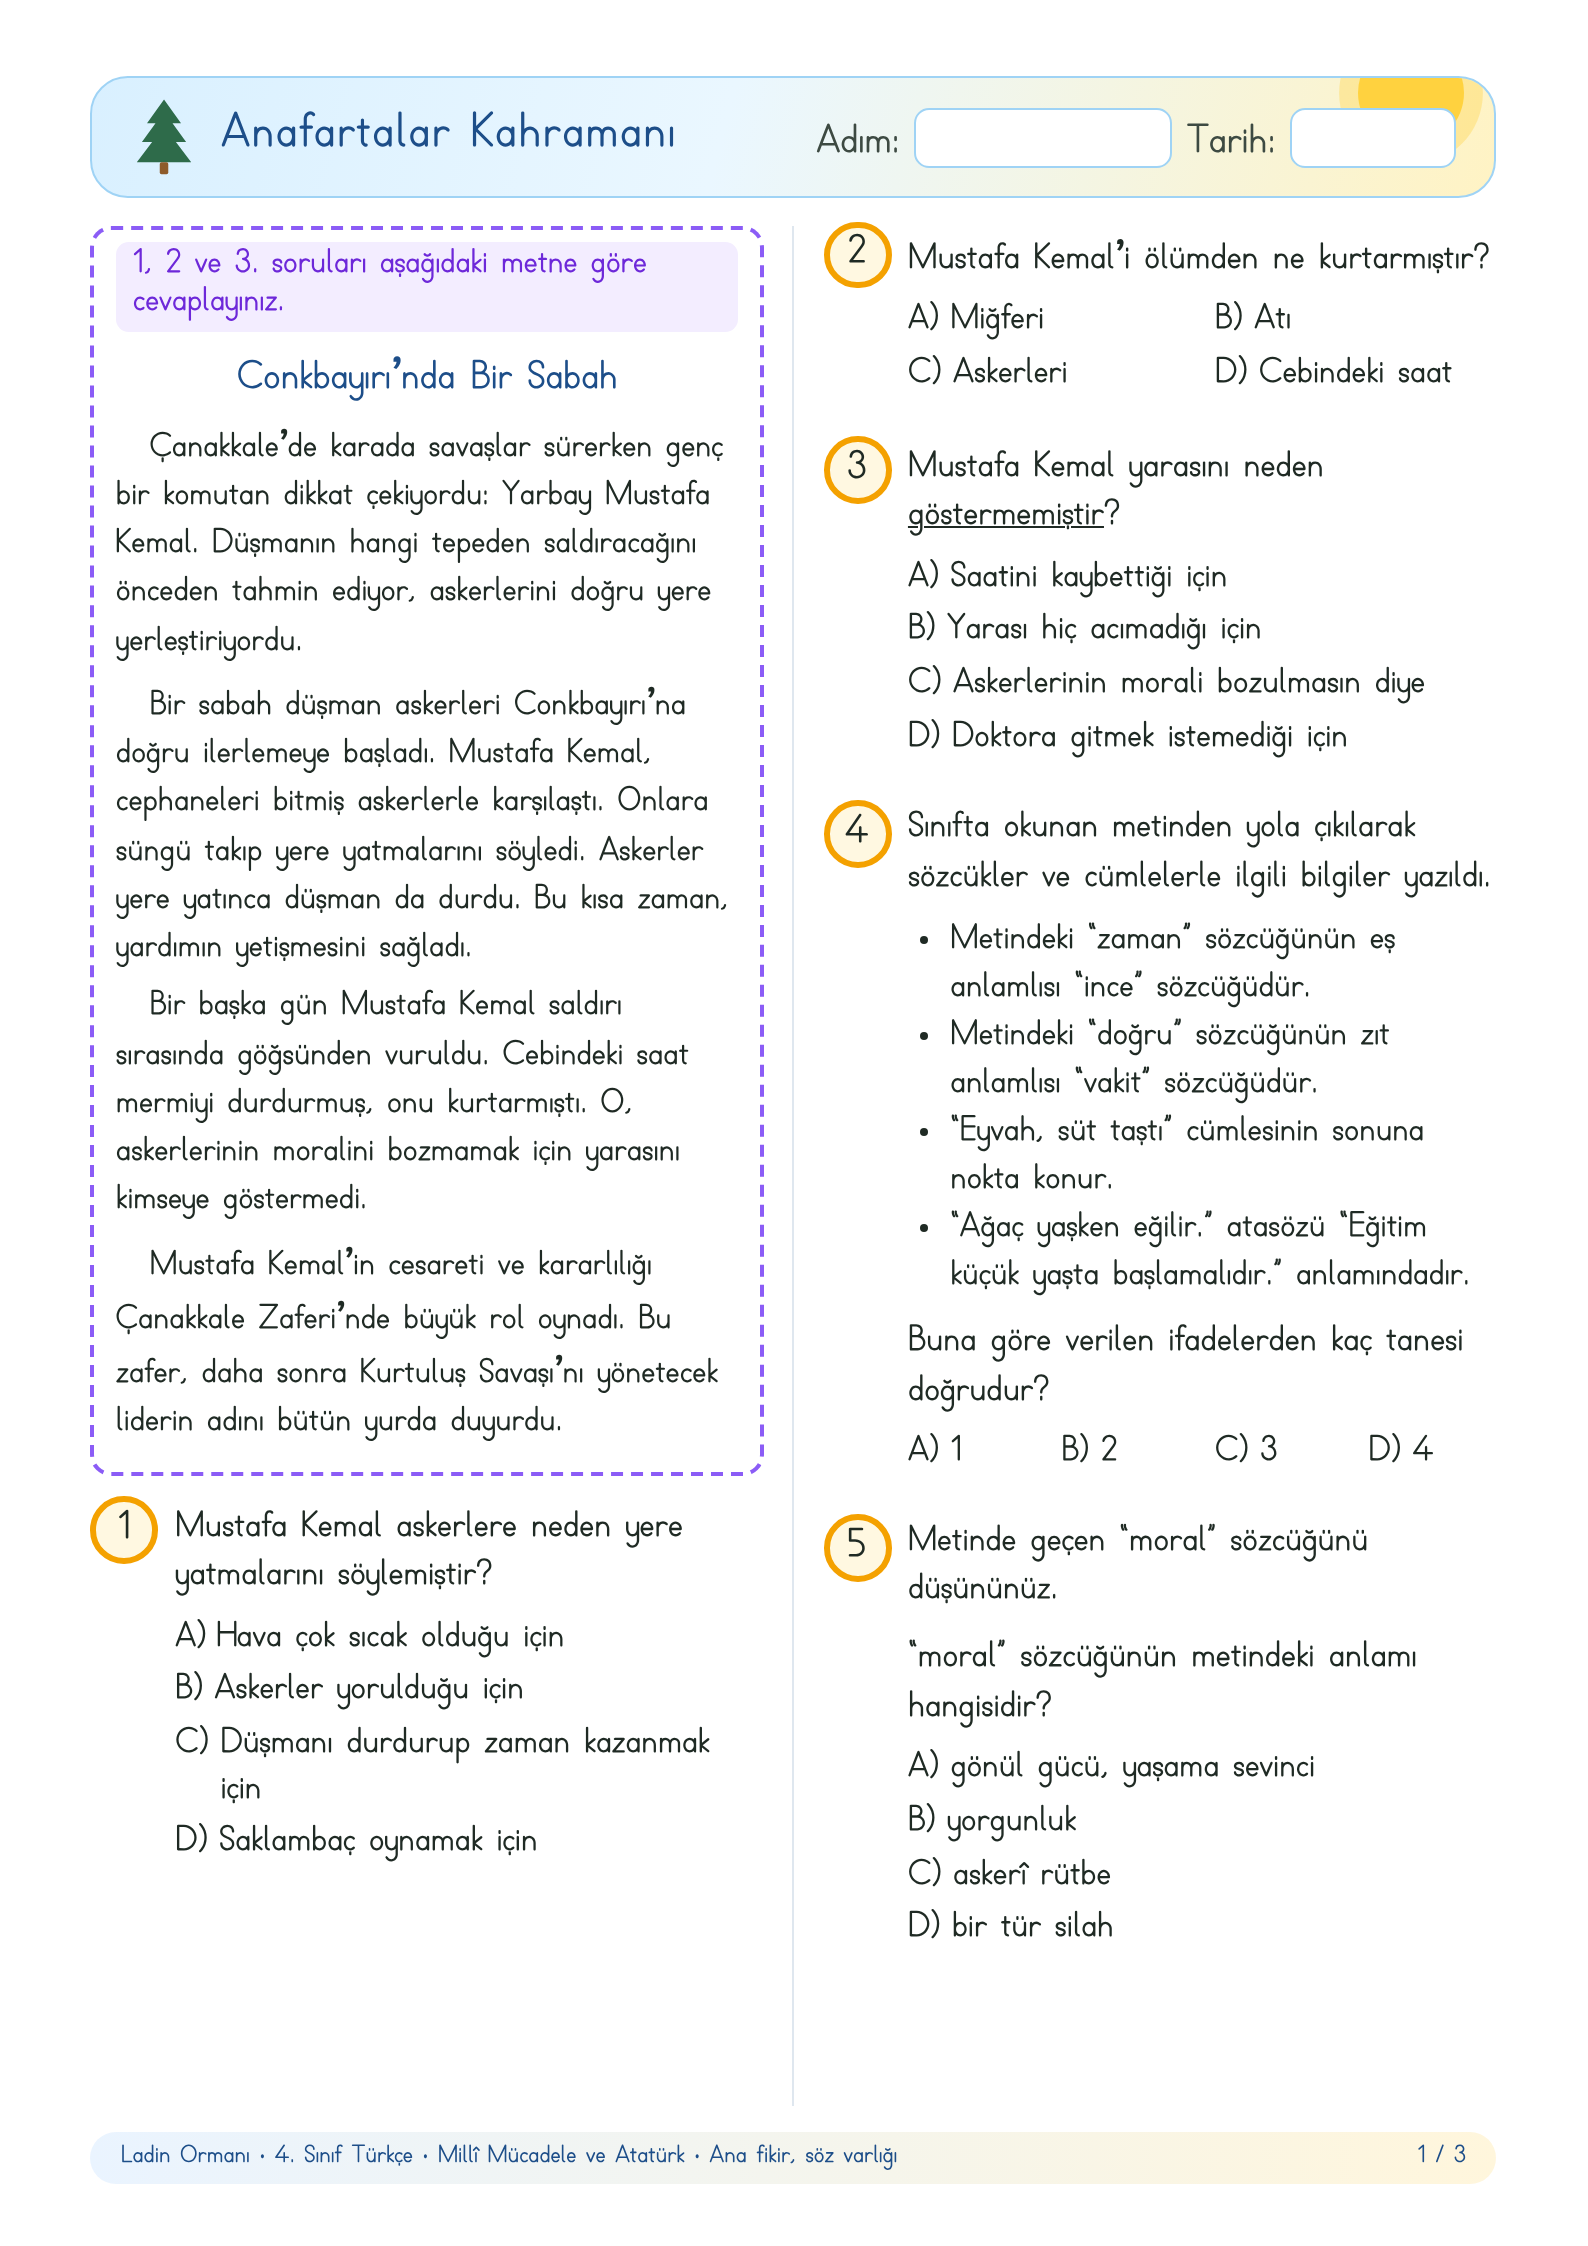 Anafartalar Kahramanı
Adım:
Tarih:
1, 2 ve 3. soruları aşağıdaki metne göre
cevaplayınız.
Conkbayırı’nda Bir Sabah
Çanakkale’de karada savaşlar sürerken genç
bir komutan dikkat çekiyordu: Yarbay Mustafa
Kemal. Düşmanın hangi tepeden saldıracağını
önceden tahmin ediyor, askerlerini doğru yere
yerleştiriyordu.
Bir sabah düşman askerleri Conkbayırı’na
doğru ilerlemeye başladı. Mustafa Kemal,
cephaneleri bitmiş askerlerle karşılaştı. Onlara
süngü takıp yere yatmalarını söyledi. Askerler
yere yatınca düşman da durdu. Bu kısa zaman,
yardımın yetişmesini sağladı.
Bir başka gün Mustafa Kemal saldırı
sırasında göğsünden vuruldu. Cebindeki saat
mermiyi durdurmuş, onu kurtarmıştı. O,
askerlerinin moralini bozmamak için yarasını
kimseye göstermedi.
Mustafa Kemal’in cesareti ve kararlılığı
Çanakkale Zaferi’nde büyük rol oynadı. Bu
zafer, daha sonra Kurtuluş Savaşı’nı yönetecek
liderin adını bütün yurda duyurdu.
1
Mustafa Kemal askerlere neden yere
yatmalarını söylemiştir?
A) Hava çok sıcak olduğu için
B) Askerler yorulduğu için
C) Düşmanı durdurup zaman kazanmak
için
D) Saklambaç oynamak için
2
Mustafa Kemal’i ölümden ne kurtarmıştır?
A) Miğferi
B) Atı
C) Askerleri
D) Cebindeki saat
3
Mustafa Kemal yarasını neden
göstermemiştir?
A) Saatini kaybettiği için
B) Yarası hiç acımadığı için
C) Askerlerinin morali bozulmasın diye
D) Doktora gitmek istemediği için
4
Sınıfta okunan metinden yola çıkılarak
sözcükler ve cümlelerle ilgili bilgiler yazıldı.
• Metindeki “zaman” sözcüğünün eş
anlamlısı “ince” sözcüğüdür.
• Metindeki “doğru” sözcüğünün zıt
anlamlısı “vakit” sözcüğüdür.
• “Eyvah, süt taştı” cümlesinin sonuna
nokta konur.
• “Ağaç yaşken eğilir.” atasözü “Eğitim
küçük yaşta başlamalıdır.” anlamındadır.
Buna göre verilen ifadelerden kaç tanesi
doğrudur?
A) 1
B) 2
C) 3
D) 4
5
Metinde geçen “moral” sözcüğünü
düşününüz.
“moral” sözcüğünün metindeki anlamı
hangisidir?
A) gönül gücü, yaşama sevinci
B) yorgunluk
C) askerî rütbe
D) bir tür silah
Ladin Ormanı • 4. Sınıf Türkçe • Millî Mücadele ve Atatürk • Ana fikir, söz varlığı
1 / 3